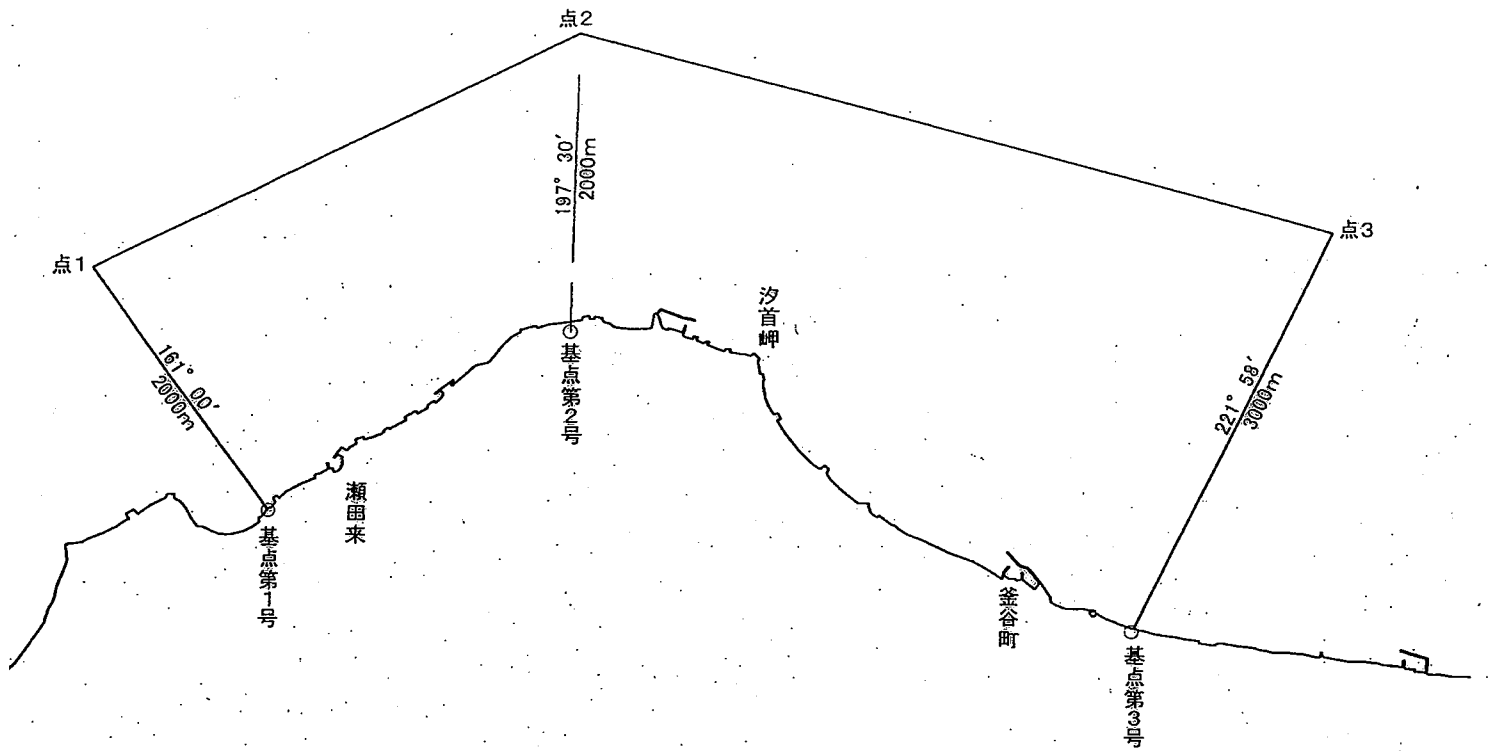 点2
点1
点3
197° 30′
2000m
161° 00′
2000m
221° 58′
3000m
汐首岬
基点第2号
瀬田来
基点第1号
釜谷町
基点第3号